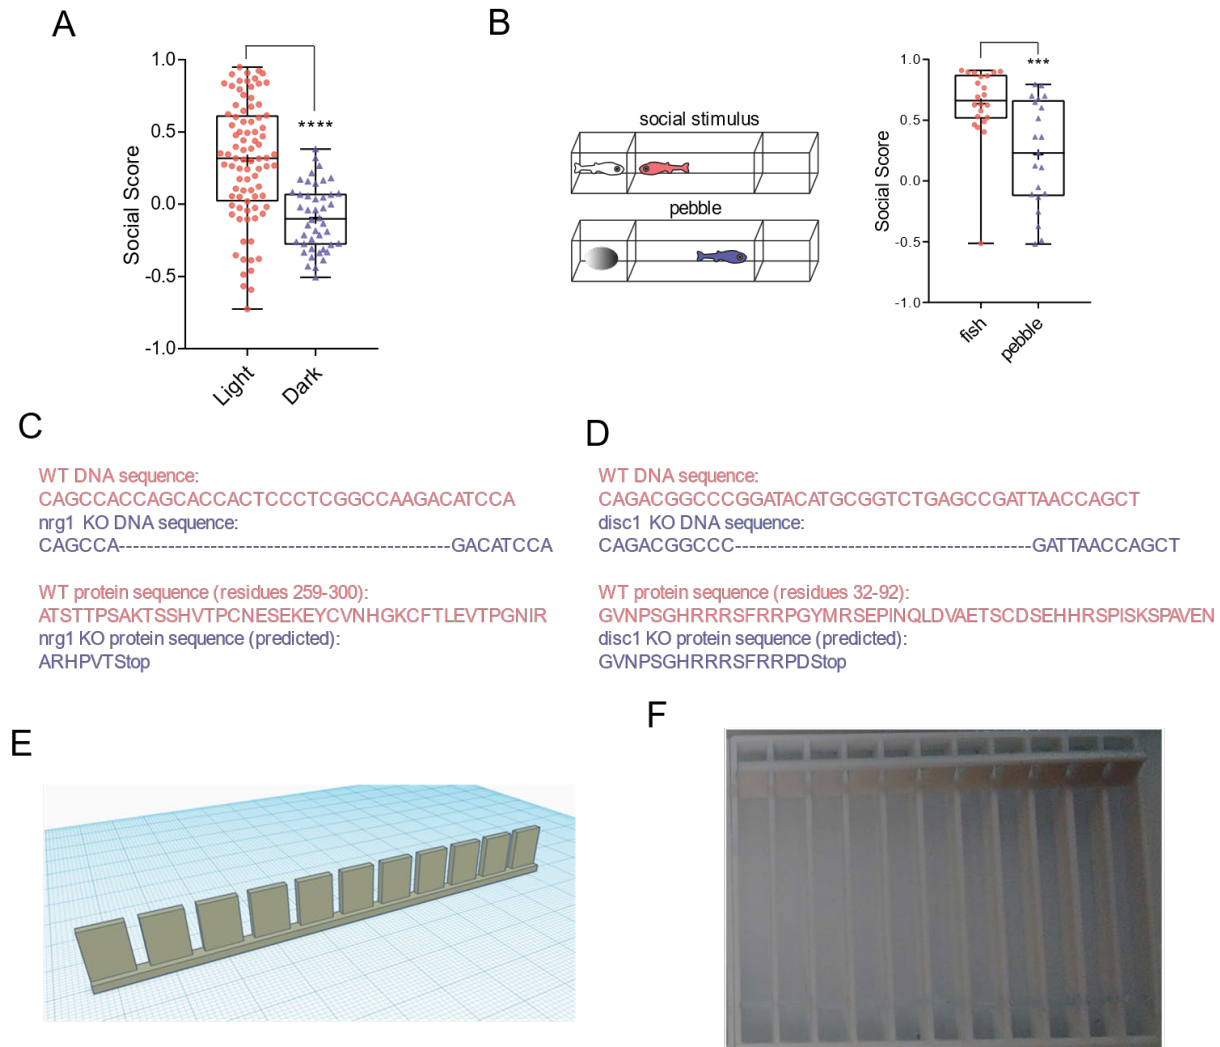 A
1.0
0.5
0.0
-0.5
-1.0
Social Score
****
Light
Dark
B
social stimulus
pebble
1.0
0.5
0.0
-0.5
-1.0
Social Score
***
fish
pebble
C
WT DNA sequence:
CAGCCACCAGCACCACTCCCTCGGCCAAGACATCCA
nrg1 KO DNA sequence:
CAGCCA-----------------------------------------------GACATCCA
WT protein sequence (residues 259-300):
ATSTTPSAKTSSHVTPCNESEKEYCVNHGKCFTLEVTPGNIR
nrg1 KO protein sequence (predicted):
ARHPVTStop
D
WT DNA sequence:
CAGACGGCCCGGATACATGCGGTCTGAGCCGATTAACCAGCT
disc1 KO DNA sequence:
CAGACGGCCC------------------------------------------GATTAACCAGCT
WT protein sequence (residues 32-92):
GVNPSGHRRRSFRRPGYMRSEPINQLDVAETSCDSEHHRSPISKSPAVEN
disc1 KO protein sequence (predicted):
GVNPSGHRRRSFRRPDStop
E
F